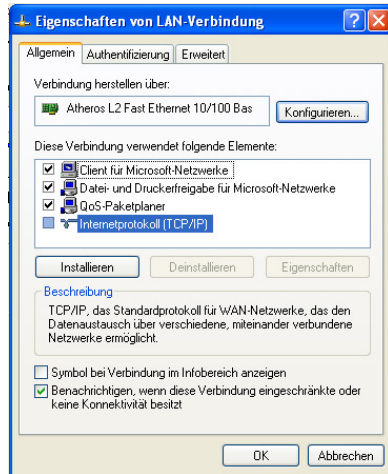 Eigenschaften von LAN-Verbindung
Allgemein Authentifizierung Erweitert
Verbindung herstellen über:
Atheros L2 Fast Ethernet 10/100 Bas
Konfigurieren...
Diese Verbindung verwendet folgende Elemente:
Client für Microsoft-Netzwerke
Datei- und Druckerfreigabe für Microsoft-Netzwerke
QoS-Paketplaner
Internetprotokoll (TCP/IP)
Installieren Deinstallieren Eigenschaften
Beschreibung
TCP/IP, das Standardprotokoll für WAN-Netzwerke, das den
Datenaustausch über verschiedene, miteinander verbundene
Netzwerke ermöglicht.
Symbol bei Verbindung im Infobereich anzeigen
Benachrichtigen, wenn diese Verbindung eingeschränkte oder
keine Konnektivität besitzt
OK Abbrechen